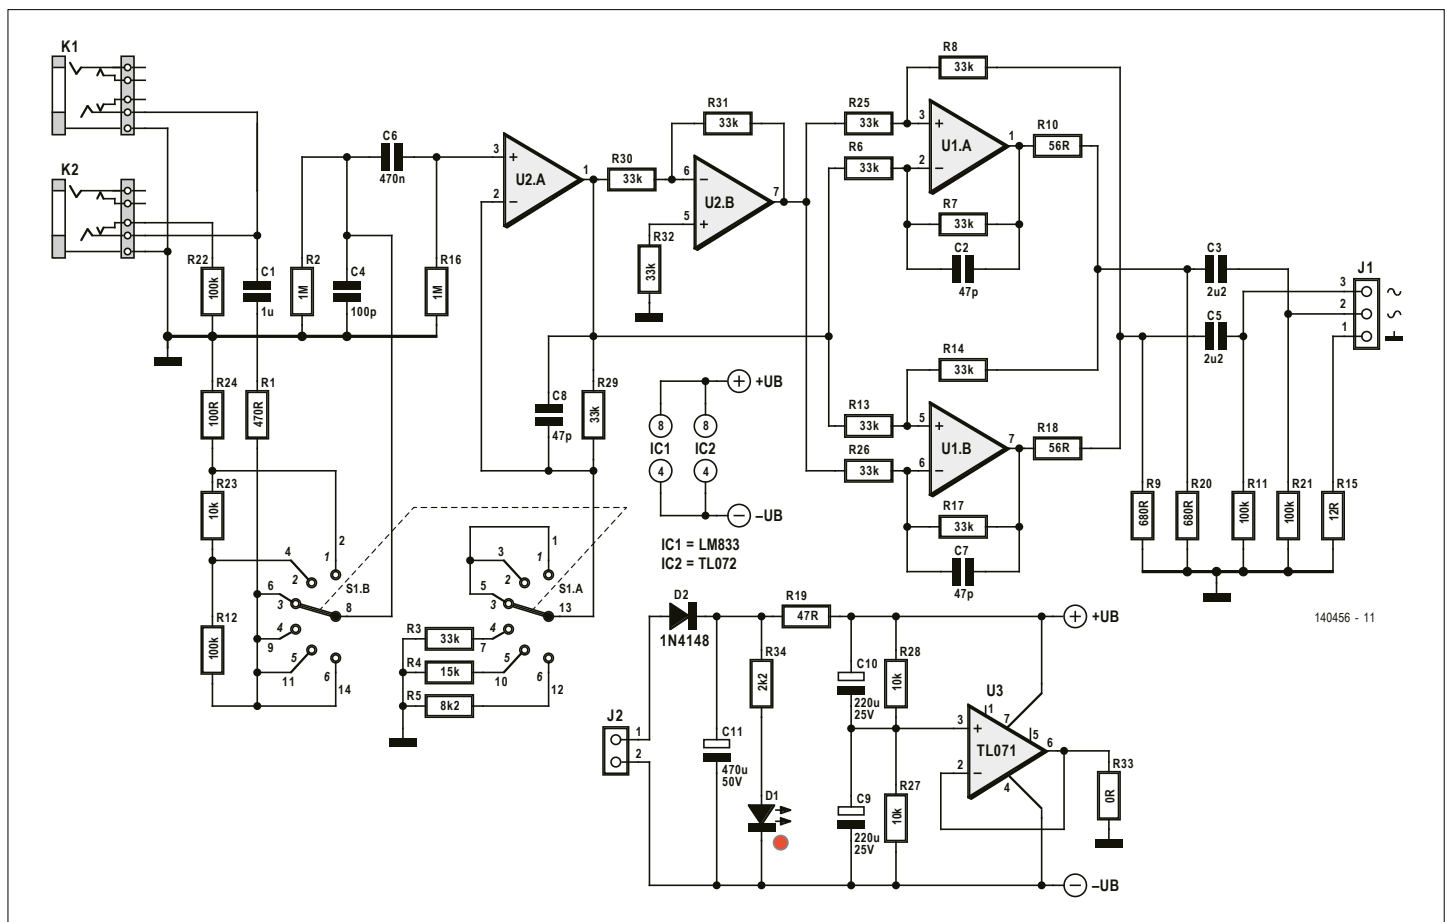 K1
K2
R22
100k
C1
1u
R2
1M
C4
100p
C6
470n
R16
1M
3
+
2
–
U2.A
1
R30
33k
R31
33k
6
–
5
+
U2.B
7
R32
33k
R8
33k
R25
33k
R6
33k
3
+
2
–
U1.A
1
R10
56R
R7
33k
C2
47p
C3
2u2
C5
2u2
J1
3
2
1
R24
100R
R1
470R
R23
10k
R12
100k
2
4
1
2
S1.B
6
3
8
4
9
5
11
6
14
C8
47p
R29
33k
1
3
1
2
S1.A
5
3
13
4
7
5
10
6
12
R3
33k
R4
15k
R5
8k2
+
+UB
8
8
IC1
IC2
4
4
–
–UB
IC1 = LM833
IC2 = TL072
R14
33k
R13
33k
R26
33k
5
+
6
–
U1.B
7
R18
56R
R17
33k
C7
47p
R9
680R
R20
680R
R11
100k
R21
100k
R15
12R
J2
1
2
D2
1N4148
C11
470u
50V
R34
2k2
D1
R19
47R
C10
220u
25V
R28
10k
C9
220u
25V
R27
10k
U3
1
7
3
+
TL071
5
6
2
–
4
R33
0R
+
+UB
–
–UB
140456 - 11